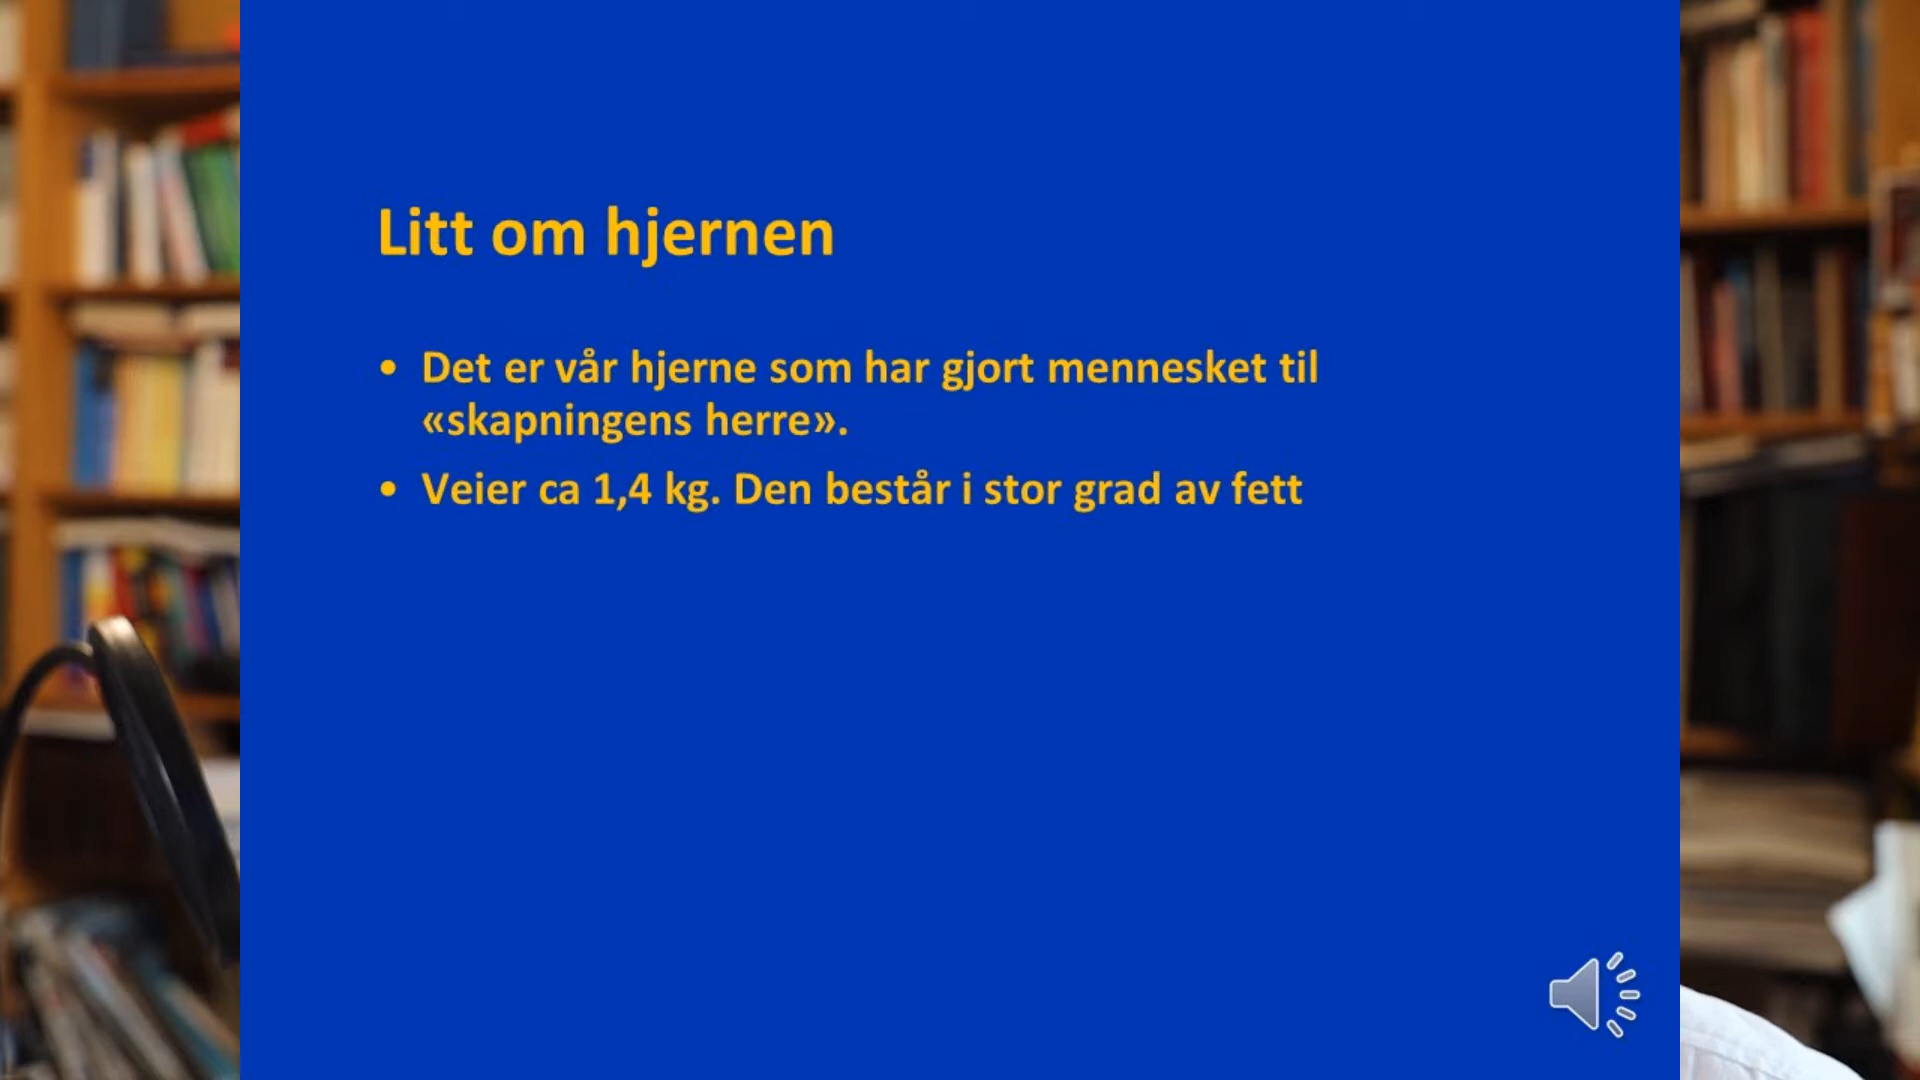 Litt om hjernen
• Det er vår hjerne som har gjort mennesket til
«skapningens herre».
• Veier ca 1,4 kg. Den består i stor grad av fett